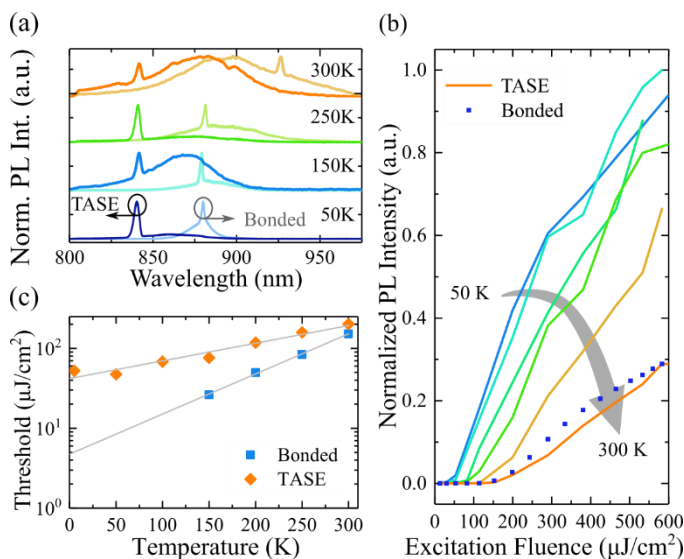 (a)
Norm. PL Int. (a.u.)
300K
250K
150K
TASE
Bonded
50K
800 850 900 950
Wavelength (nm)
(b)
Normalized PL Intensity (a.u.)
1.0
0.8
0.6
0.4
0.2
0.0
TASE
Bonded
50 K
300 K
0 100 200 300 400 500 600
Excitation Fluence (μJ/cm²)
(c)
Threshold (μJ/cm²)
10²
10¹
10⁰
Bonded
TASE
0 50 100 150 200 250 300
Temperature (K)